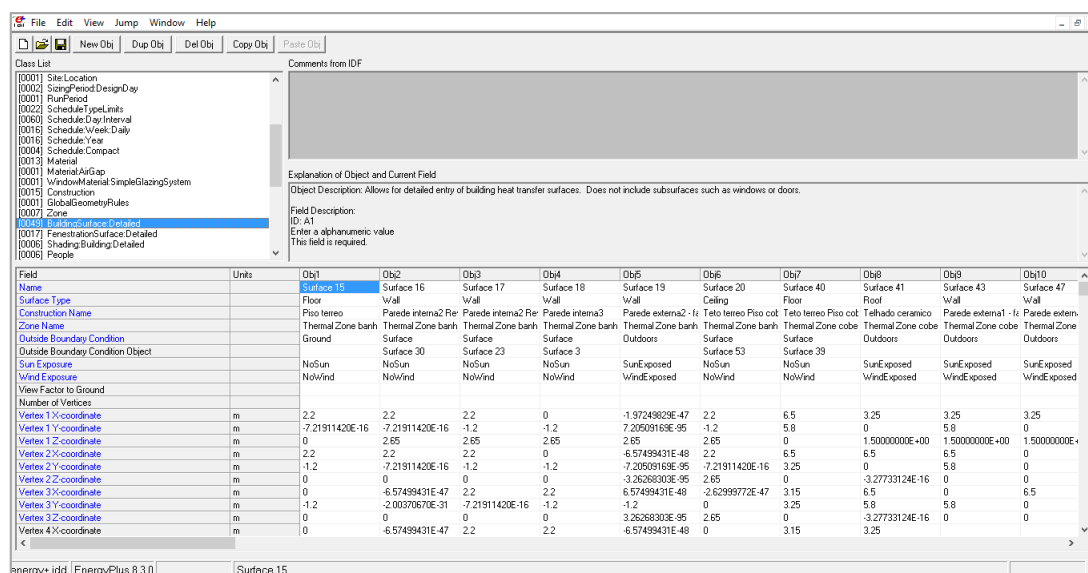 File Edit View Jump Window Help
New Obj Dup Obj Del Obj Copy Obj Paste Obj
Class List
[0001] Site:Location
[0002] SizingPeriod:DesignDay
[0001] RunPeriod
[0022] ScheduleTypeLimits
[0060] Schedule:Day:Interval
[0016] Schedule:Week:Daily
[0016] Schedule:Year
[0004] Schedule:Compact
[0013] Material
[0001] Material:AirGap
[0001] WindowMaterial:SimpleGlazingSystem
[0015] Construction
[0001] GlobalGeometryRules
[0007] Zone
[0049] BuildingSurface:Detailed
[0017] FenestrationSurface:Detailed
[0006] Shading:Building:Detailed
[0006] People
Comments from IDF
Explanation of Object and Current Field
Object Description: Allows for detailed entry of building heat transfer surfaces. Does not include subsurfaces such as windows or doors.
Field Description:
ID: A1
Enter a alphanumeric value
This field is required.
Field Units Obj1 Obj2 Obj3 Obj4 Obj5 Obj6 Obj7 Obj8 Obj9 Obj10
Name Surface 15 Surface 16 Surface 17 Surface 18 Surface 19 Surface 20 Surface 40 Surface 41 Surface 43 Surface 47
Surface Type Floor Wall Wall Wall Wall Ceiling Floor Roof Wall Wall
Construction Name Piso terreo Parede interna2 Re Parede interna2 Re Parede interna3 Parede externa2 - fa Teto terreo Piso cob Teto terreo Piso cob Telhado ceramico Parede externa1 - fa Parede extern
Zone Name Thermal Zone banh Thermal Zone banh Thermal Zone banh Thermal Zone banh Thermal Zone banh Thermal Zone banh Thermal Zone cobe Thermal Zone cobe Thermal Zone cobe Thermal Zone
Outside Boundary Condition Ground Surface Surface Surface Outdoors Surface Surface Outdoors Outdoors Outdoors
Outside Boundary Condition Object Surface 30 Surface 23 Surface 3 Surface 53 Surface 39
Sun Exposure NoSun NoSun NoSun NoSun SunExposed NoSun NoSun SunExposed SunExposed SunExposed
Wind Exposure NoWind NoWind NoWind NoWind WindExposed NoWind NoWind WindExposed WindExposed WindExposed
View Factor to Ground
Number of Vertices
Vertex 1 X-coordinate m 2.2 2.2 2.2 0 -1.97249829E-47 2.2 6.5 3.25 3.25 3.25
Vertex 1 Y-coordinate m -7.21911420E-16 -7.21911420E-16 -1.2 -1.2 7.20509169E-95 -1.2 5.8 0 5.8 0
Vertex 1 Z-coordinate m 0 2.65 2.65 2.65 2.65 2.65 0 1.50000000E+00 1.50000000E+00 1.50000000E+
Vertex 2 X-coordinate m 2.2 2.2 2.2 0 -6.57499431E-48 2.2 6.5 6.5 6.5 0
Vertex 2 Y-coordinate m -1.2 -7.21911420E-16 -1.2 -1.2 -7.20509169E-95 -7.21911420E-16 3.25 0 5.8 0
Vertex 2 Z-coordinate m 0 0 0 0 -3.26268303E-95 2.65 0 -3.27733124E-16 0 0
Vertex 3 X-coordinate m 0 -6.57499431E-47 2.2 2.2 6.57499431E-48 -2.62999772E-47 3.15 6.5 0 6.5
Vertex 3 Y-coordinate m -1.2 -2.00370670E-31 -7.21911420E-16 -1.2 -1.2 0 3.25 5.8 5.8 0
Vertex 3 Z-coordinate m 0 0 0 0 3.26268303E-95 2.65 0 -3.27733124E-16 0 0
Vertex 4 X-coordinate m 0 -6.57499431E-47 2.2 2.2 -6.57499431E-48 0 3.15 3.25
energy+.idd EnergyPlus 8.3.0 Surface 15